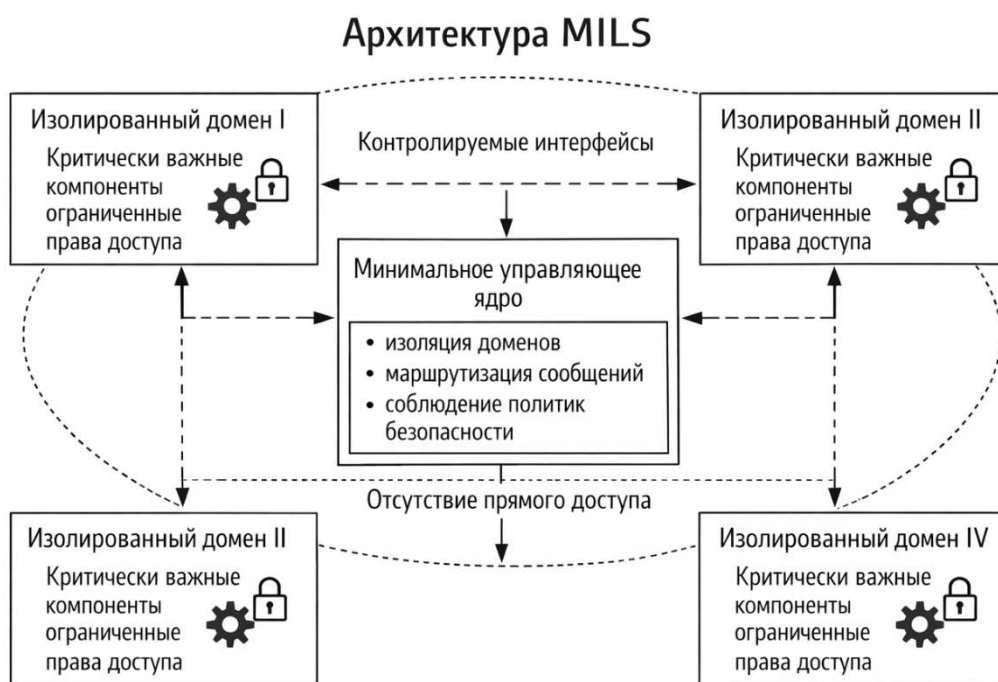 Архитектура MILS
Изолированный домен I
Критически важные
компоненты
ограниченные
права доступа
Контролируемые интерфейсы
Изолированный домен II
Критически важные
компоненты
ограниченные
права доступа
Минимальное управляющее
ядро
• изоляция доменов
• маршрутизация сообщений
• соблюдение политик
безопасности
Отсутствие прямого доступа
Изолированный домен II
Критически важные
компоненты
ограниченные
права доступа
Изолированный домен IV
Критически важные
компоненты
ограниченные
права доступа